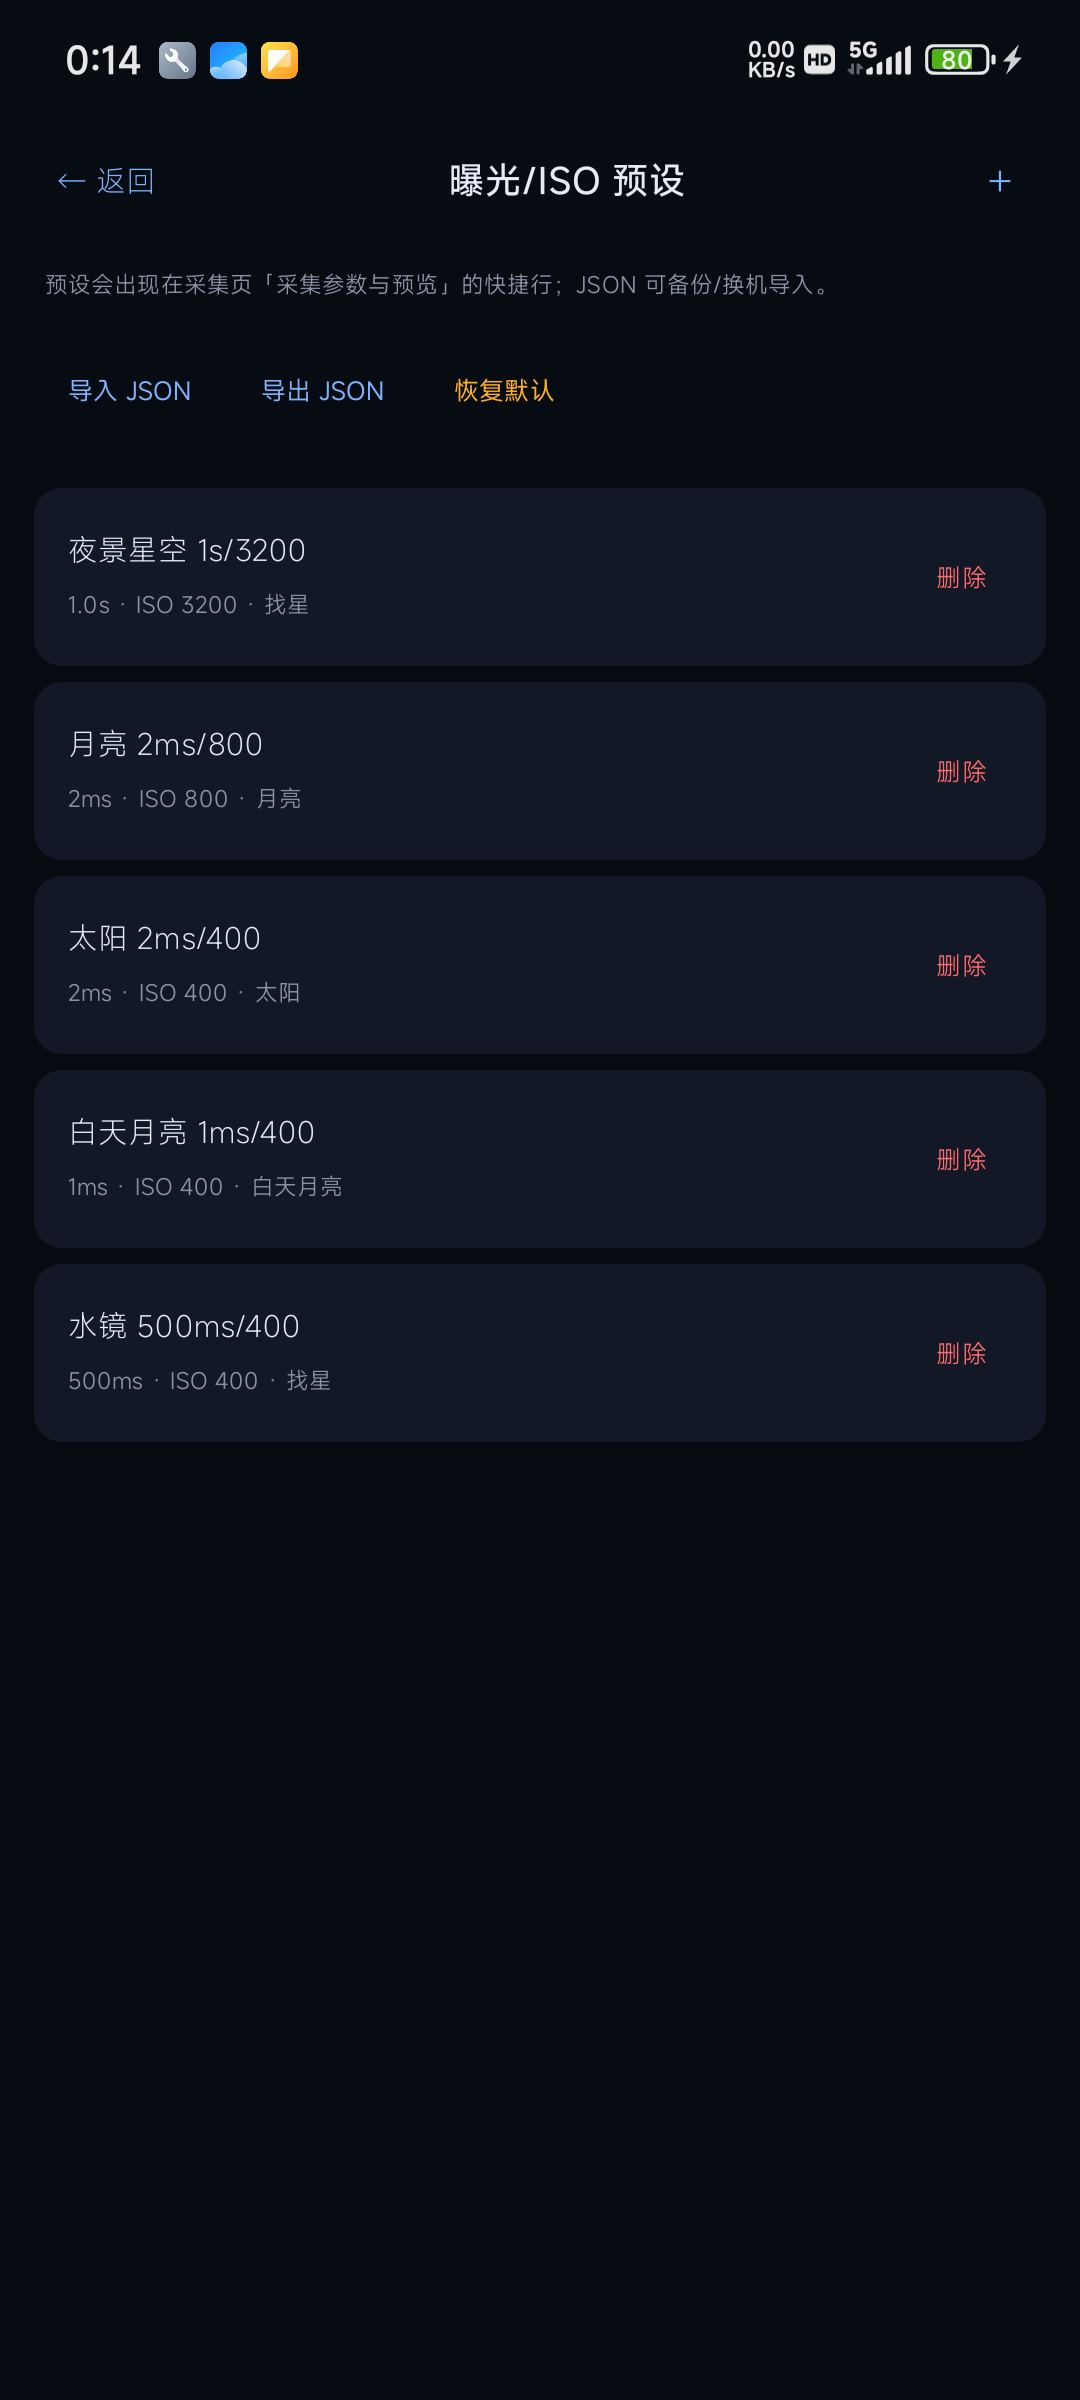 0:14
0.00 KB/s HD 5G 80
← 返回
曝光/ISO 预设
+
预设会出现在采集页「采集参数与预览」的快捷行；JSON 可备份/换机导入。
导入 JSON
导出 JSON
恢复默认
夜景星空 1s/3200
1.0s · ISO 3200 · 找星
删除
月亮 2ms/800
2ms · ISO 800 · 月亮
删除
太阳 2ms/400
2ms · ISO 400 · 太阳
删除
白天月亮 1ms/400
1ms · ISO 400 · 白天月亮
删除
水镜 500ms/400
500ms · ISO 400 · 找星
删除